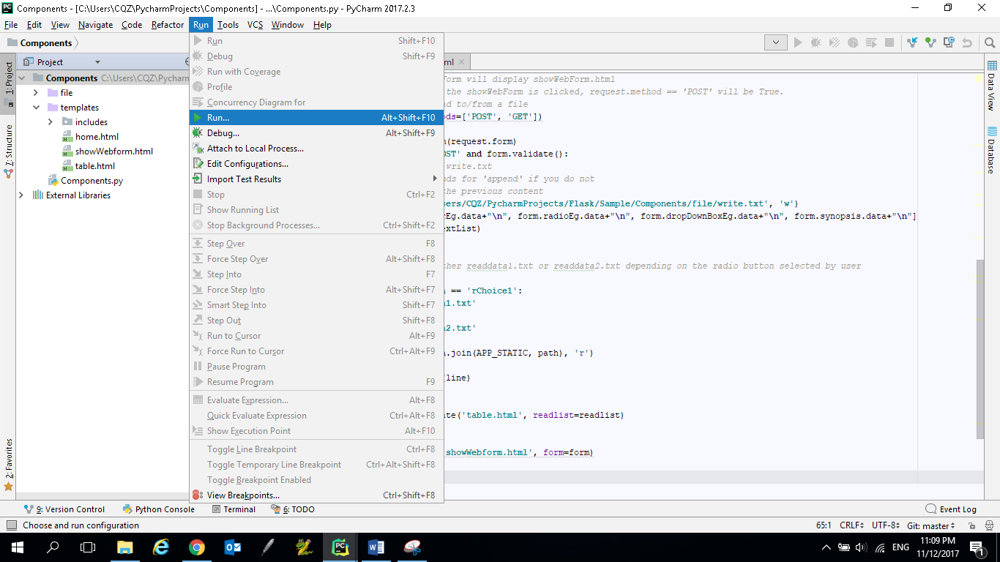 Components - [C:\Users\CQZ\PycharmProjects\Components] - ...\Components.py - PyCharm 2017.2.3
File Edit View Navigate Code Refactor Run Tools VCS Window Help
Components
Project
1: Project
7: Structure
2: Favorites
Components C:\Users\CQZ\Pycharm
file
templates
includes
home.html
showWebform.html
table.html
Components.py
External Libraries
Run Shift+F10
Debug Shift+F9
Run with Coverage
Profile
Concurrency Diagram for
Run... Alt+Shift+F10
Debug... Alt+Shift+F9
Attach to Local Process...
Edit Configurations...
Import Test Results
Stop Ctrl+F2
Show Running List
Stop Background Processes... Ctrl+Shift+F2
Step Over F8
Force Step Over Alt+Shift+F8
Step Into F7
Force Step Into Alt+Shift+F7
Smart Step Into Shift+F7
Step Out Shift+F8
Run to Cursor Alt+F9
Force Run to Cursor Ctrl+Alt+F9
Pause Program
Resume Program F9
Evaluate Expression... Alt+F8
Quick Evaluate Expression Ctrl+Alt+F8
Show Execution Point Alt+F10
Toggle Line Breakpoint Ctrl+F8
Toggle Temporary Line Breakpoint Ctrl+Alt+Shift+F8
Toggle Breakpoint Enabled
View Breakpoints... Ctrl+Shift+F8
ml
Form will display showWebForm.html
the showWebForm is clicked, request.method == 'POST' will be True.
d to/from a file
ds=['POST', 'GET'])
(request.form)
ST' and form.validate():
write.txt
ds for 'append' if you do not
the previous content
ers/CQZ/PycharmProjects/Flask/Sample/Components/file/write.txt', 'w')
rEg.data+"\n", form.radioEg.data+"\n", form.dropDownBoxEg.data+"\n", form.synopsis.data+"\n"]
extList)
ther readdata1.txt or readdata2.txt depending on the radio button selected by user
== 'rChoice1':
a1.txt'
a2.txt'
.join(APP_STATIC, path), 'r')
(line)
te('table.html', readlist=readlist)
showWebform.html', form=form)
Data View
Database
9: Version Control Python Console Terminal 6: TODO Event Log
Choose and run configuration 65:1 CRLF UTF-8 Git: master
ENG 11:09 PM
11/12/2017
1